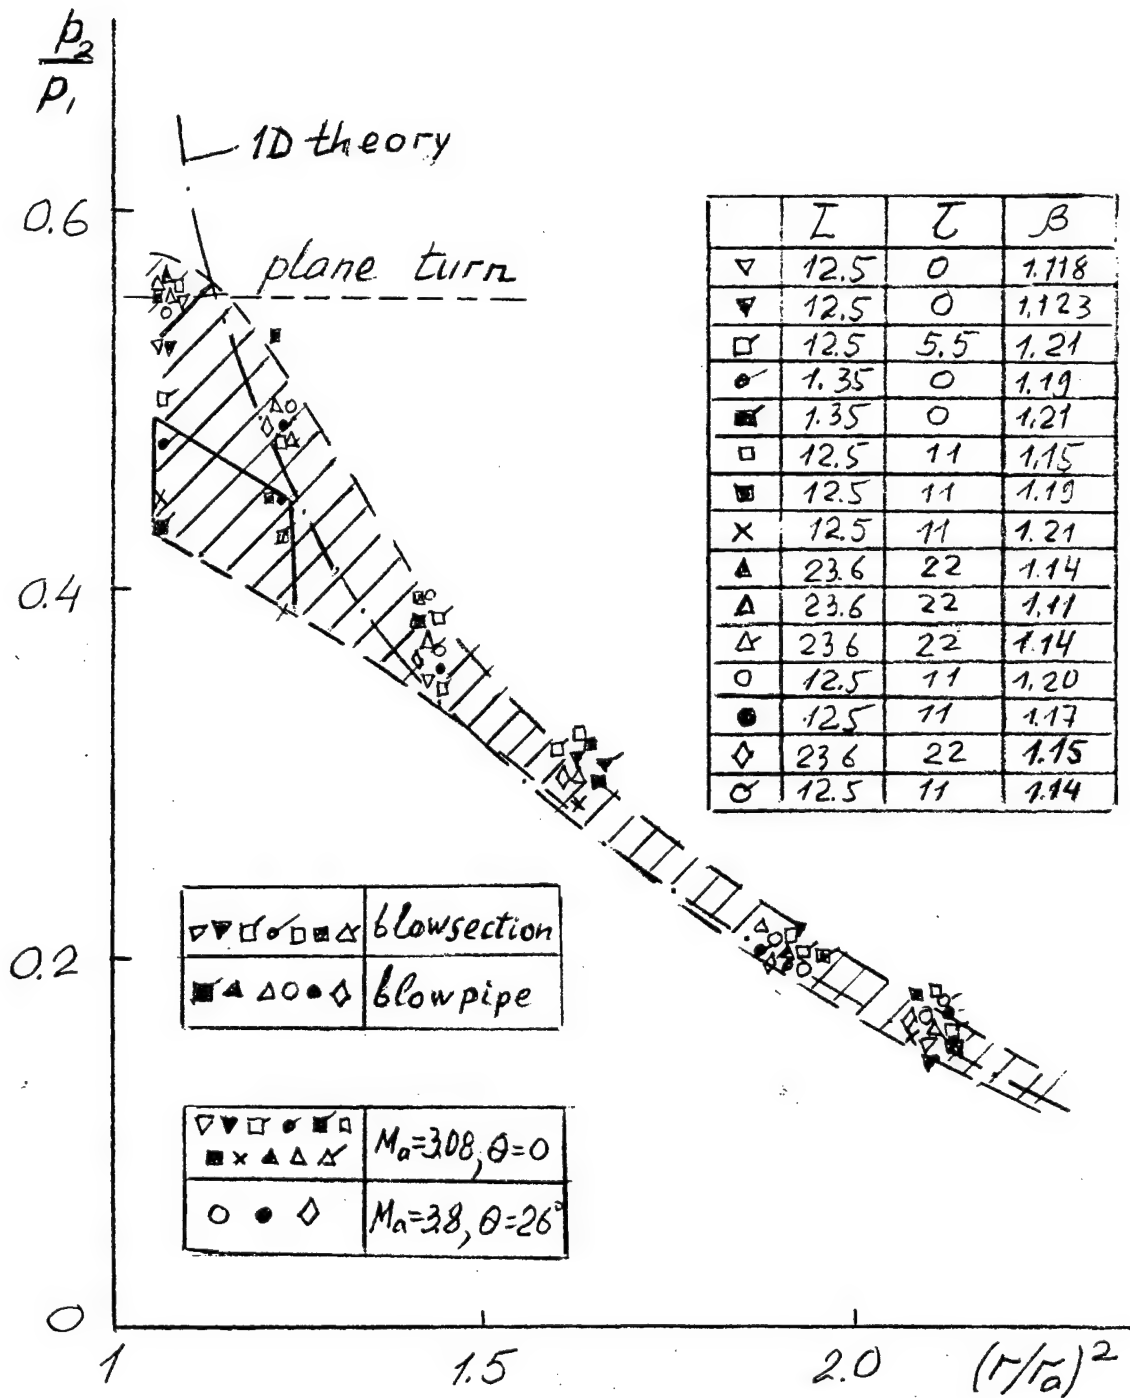 p₂
p₁
1D theory
0.6
plane turn
L τ β
▽ 12.5 0 1.118
▼ 12.5 0 1.123
12.5 5.5 1.21
1.35 0 1.19
1.35 0 1.21
□ 12.5 11 1.15
■ 12.5 11 1.19
× 12.5 11 1.21
▲ 23.6 22 1.14
△ 23.6 22 1.11
23 6 22 1.14
○ 12.5 11 1.20
● 12.5 11 1.17
◇ 23 6 22 1.15
12.5 11 1.14
0.4
blowsection
0.2
blowpipe
Mₐ=3.08, θ=0
Mₐ=3.8, θ=26°
0
1 1.5 2.0 (r/rₐ)²